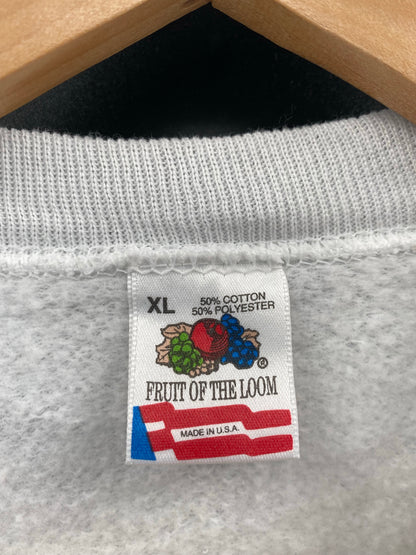 XL
50% COTTON
50% POLYESTER
®
FRUIT OF THE LOOM
MADE IN U.S.A.